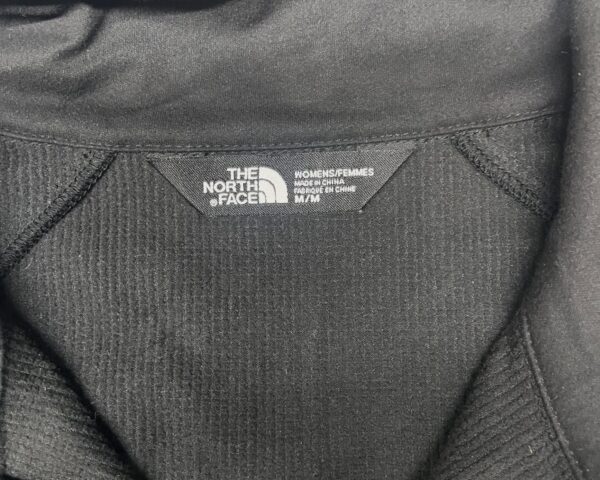 THE
NORTH
®FACE
WOMENS/FEMMES
MADE IN CHINA
FABRIQUÉ EN CHINE
M/M